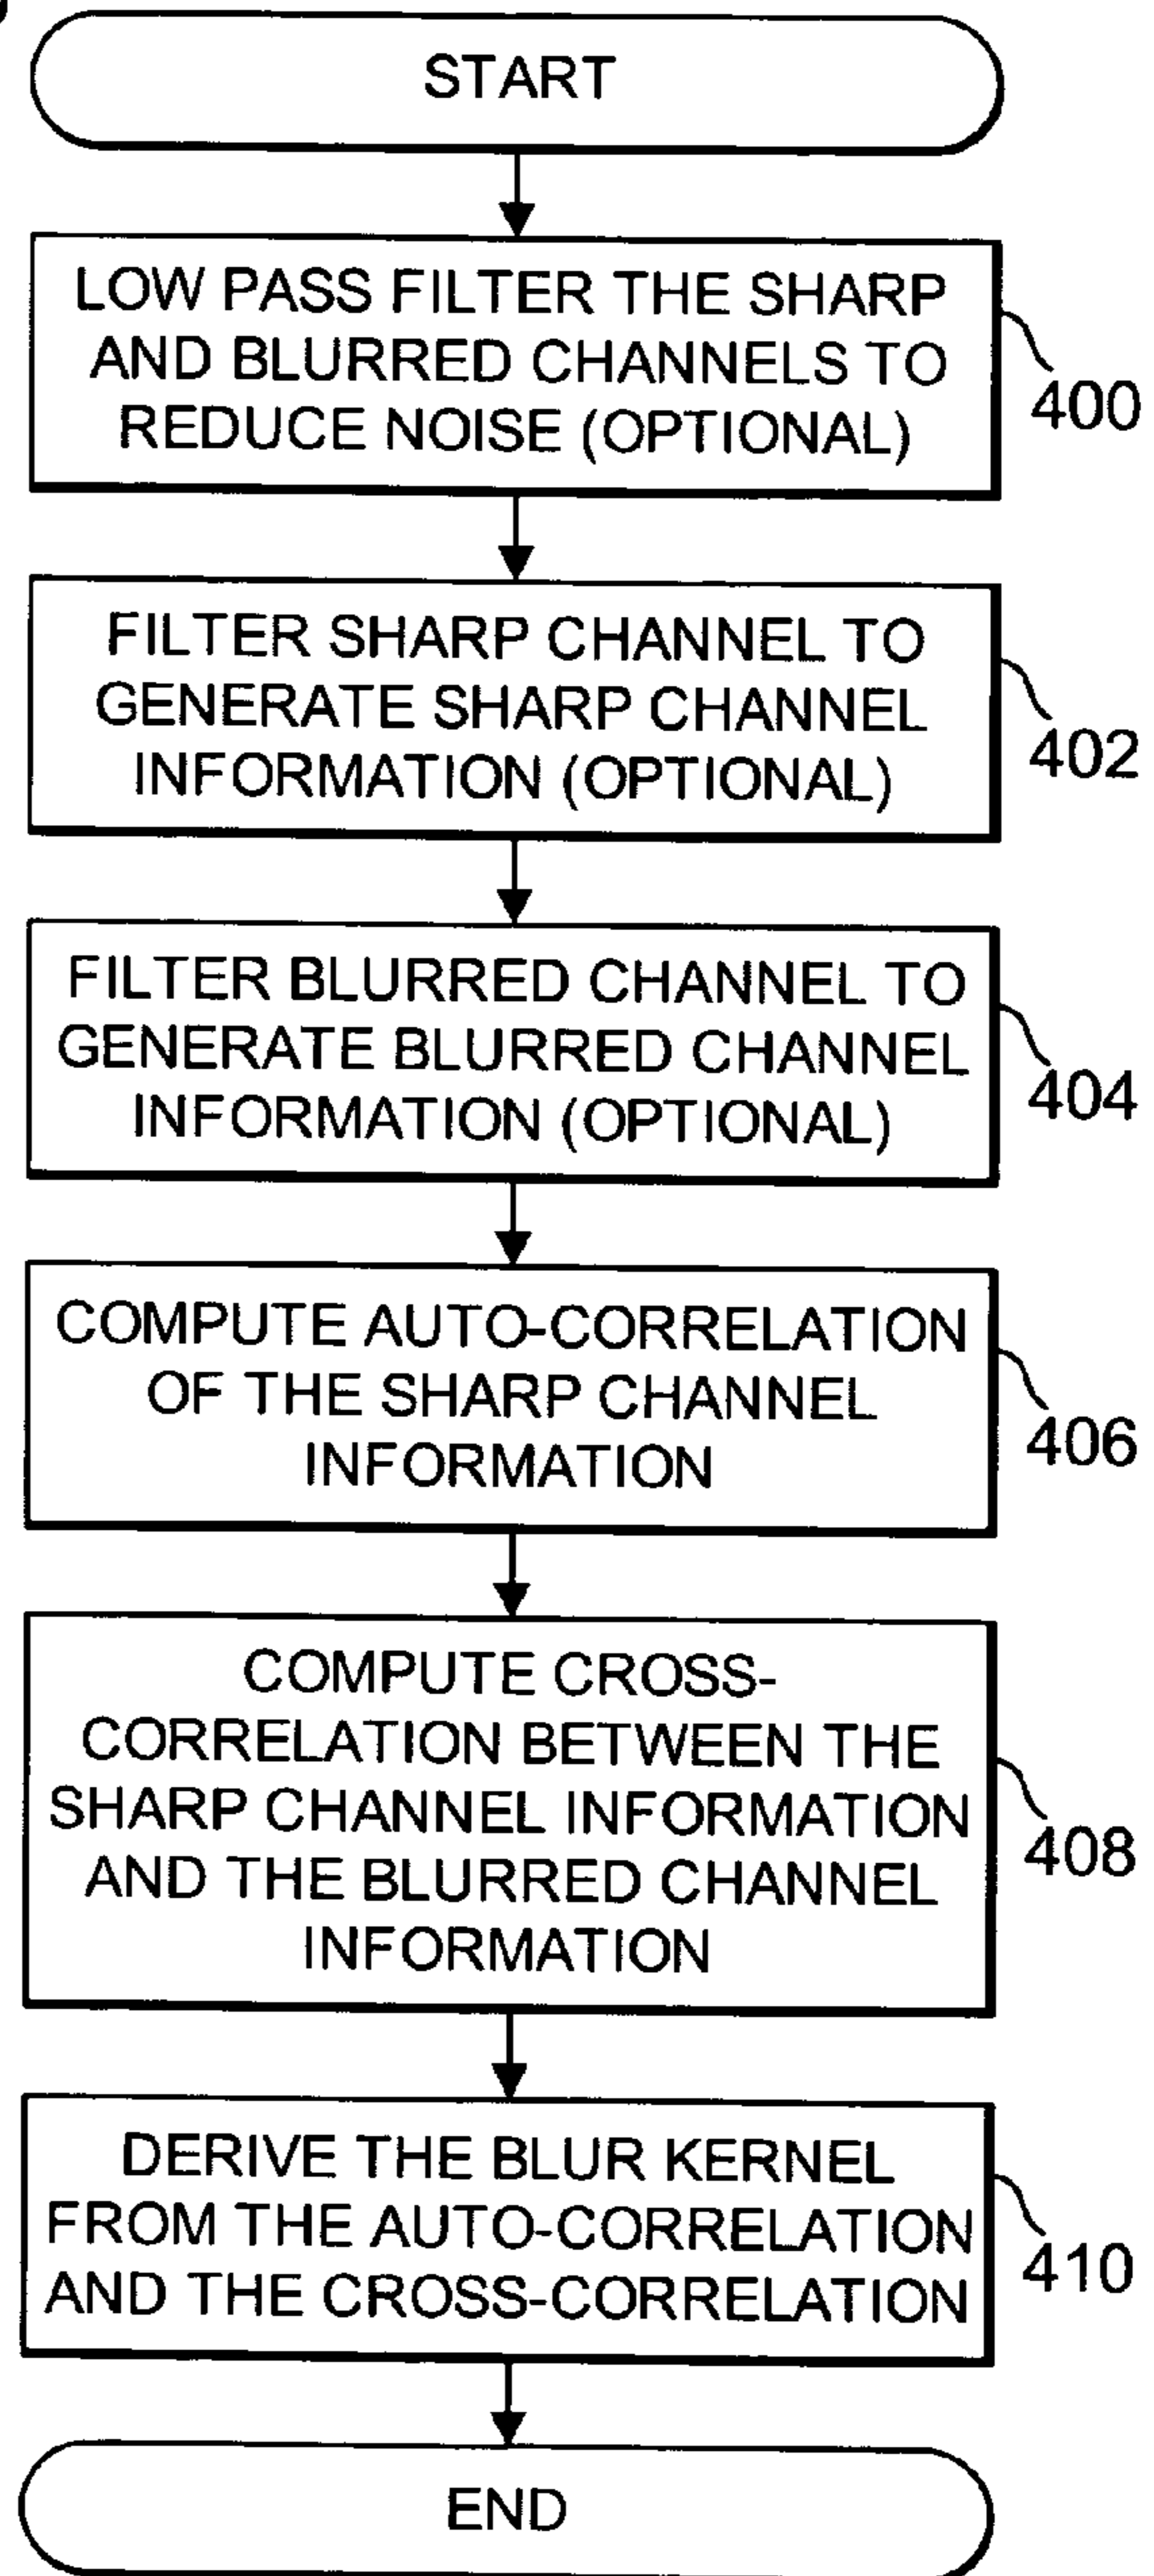 START
LOW PASS FILTER THE SHARP
AND BLURRED CHANNELS TO
REDUCE NOISE (OPTIONAL)
400
FILTER SHARP CHANNEL TO
GENERATE SHARP CHANNEL
INFORMATION (OPTIONAL)
402
FILTER BLURRED CHANNEL TO
GENERATE BLURRED CHANNEL
INFORMATION (OPTIONAL)
404
COMPUTE AUTO-CORRELATION
OF THE SHARP CHANNEL
INFORMATION
406
COMPUTE CROSS-
CORRELATION BETWEEN THE
SHARP CHANNEL INFORMATION
AND THE BLURRED CHANNEL
INFORMATION
408
DERIVE THE BLUR KERNEL
FROM THE AUTO-CORRELATION
AND THE CROSS-CORRELATION
410
END